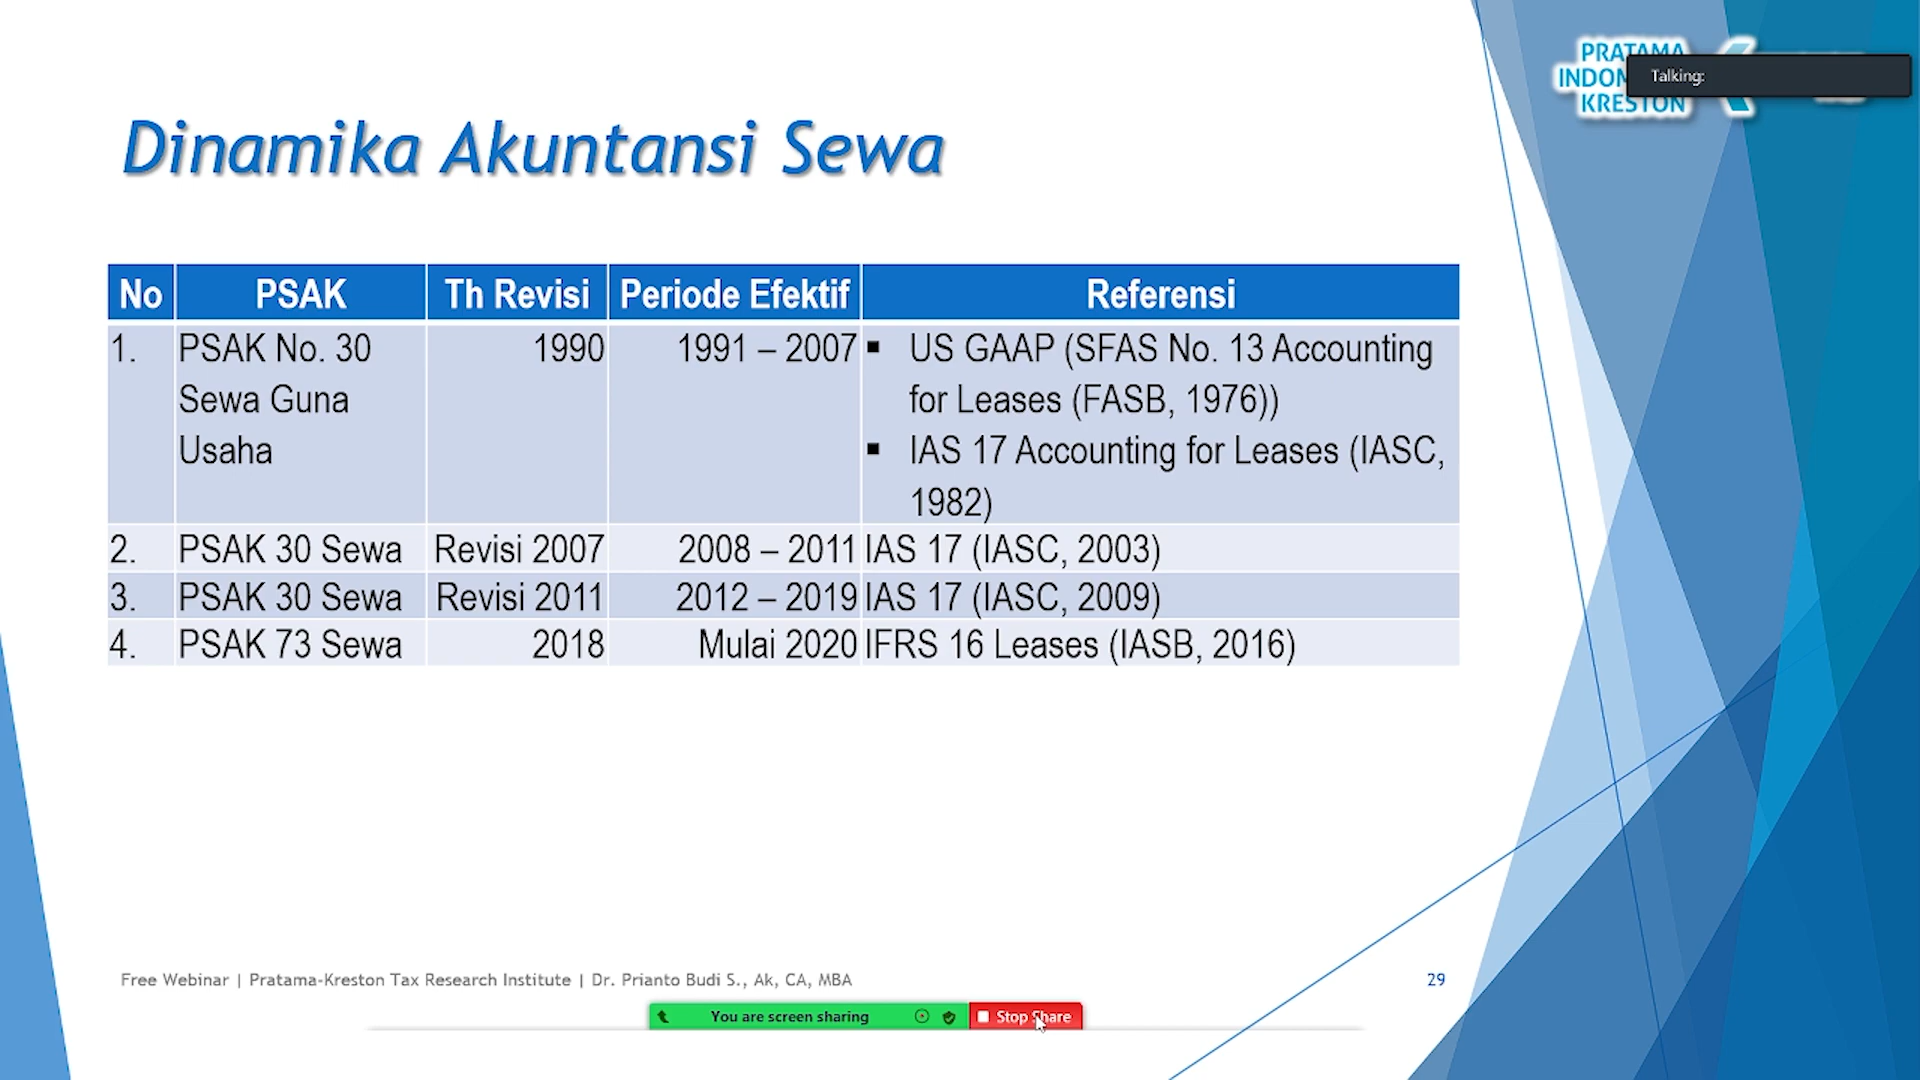 PRATAMA
KRESTON
Talking:
Dinamika Akuntansi Sewa
No PSAK Th Revisi Periode Efektif Referensi
1. PSAK No. 30 1990 1991 – 2007 ▪ US GAAP (SFAS No. 13 Accounting
Sewa Guna for Leases (FASB, 1976))
Usaha ▪ IAS 17 Accounting for Leases (IASC,
1982)
2. PSAK 30 Sewa Revisi 2007 2008 – 2011 IAS 17 (IASC, 2003)
3. PSAK 30 Sewa Revisi 2011 2012 – 2019 IAS 17 (IASC, 2009)
4. PSAK 73 Sewa 2018 Mulai 2020 IFRS 16 Leases (IASB, 2016)
Free Webinar | Pratama-Kreston Tax Research Institute | Dr. Prianto Budi S., Ak, CA, MBA 29
You are screen sharing Stop Share